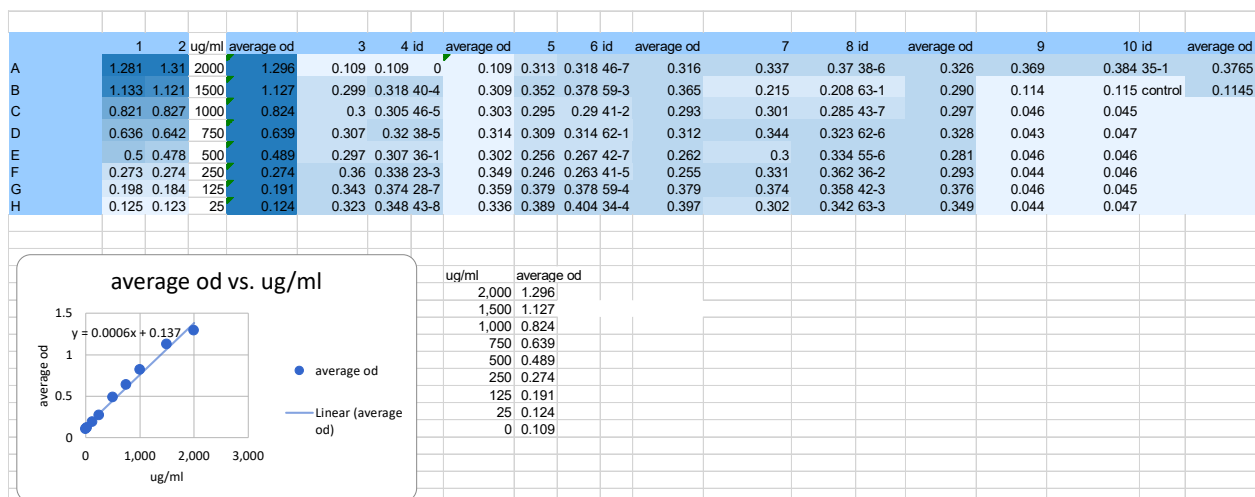 1 2 ug/ml average od 3 4 id average od 5 6 id average od 7 8 id average od 9 10 id average od
A 1.281 1.31 2000 1.296 0.109 0.109 0 0.109 0.313 0.318 46-7 0.316 0.337 0.37 38-6 0.326 0.369 0.384 35-1 0.3765
B 1.133 1.121 1500 1.127 0.299 0.318 40-4 0.309 0.352 0.378 59-3 0.365 0.215 0.208 63-1 0.290 0.114 0.115 control 0.1145
C 0.821 0.827 1000 0.824 0.3 0.305 46-5 0.303 0.295 0.29 41-2 0.293 0.301 0.285 43-7 0.297 0.046 0.045
D 0.636 0.642 750 0.639 0.307 0.32 38-5 0.314 0.309 0.314 62-1 0.312 0.344 0.323 62-6 0.328 0.043 0.047
E 0.5 0.478 500 0.489 0.297 0.307 36-1 0.302 0.256 0.267 42-7 0.262 0.3 0.334 55-6 0.281 0.046 0.046
F 0.273 0.274 250 0.274 0.36 0.338 23-3 0.349 0.246 0.263 41-5 0.255 0.331 0.362 36-2 0.293 0.044 0.046
G 0.198 0.184 125 0.191 0.343 0.374 28-7 0.359 0.379 0.378 59-4 0.379 0.374 0.358 42-3 0.376 0.046 0.045
H 0.125 0.123 25 0.124 0.323 0.348 43-8 0.336 0.389 0.404 34-4 0.397 0.302 0.342 63-3 0.349 0.044 0.047
average od vs. ug/ml
1.5
y = 0.0006x + 0.137
1
0.5
0
average od
0 1,000 2,000 3,000
ug/ml
average od
Linear (average
od)
ug/ml average od
2,000 1.296
1,500 1.127
1,000 0.824
750 0.639
500 0.489
250 0.274
125 0.191
25 0.124
0 0.109